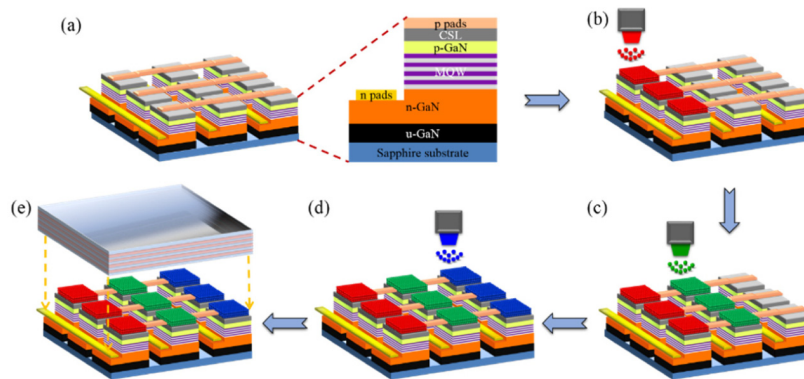 (a)
p pads
CSL
p-GaN
MQW
n pads
n-GaN
u-GaN
Sapphire substrate
(b)
(e)
(d)
(c)